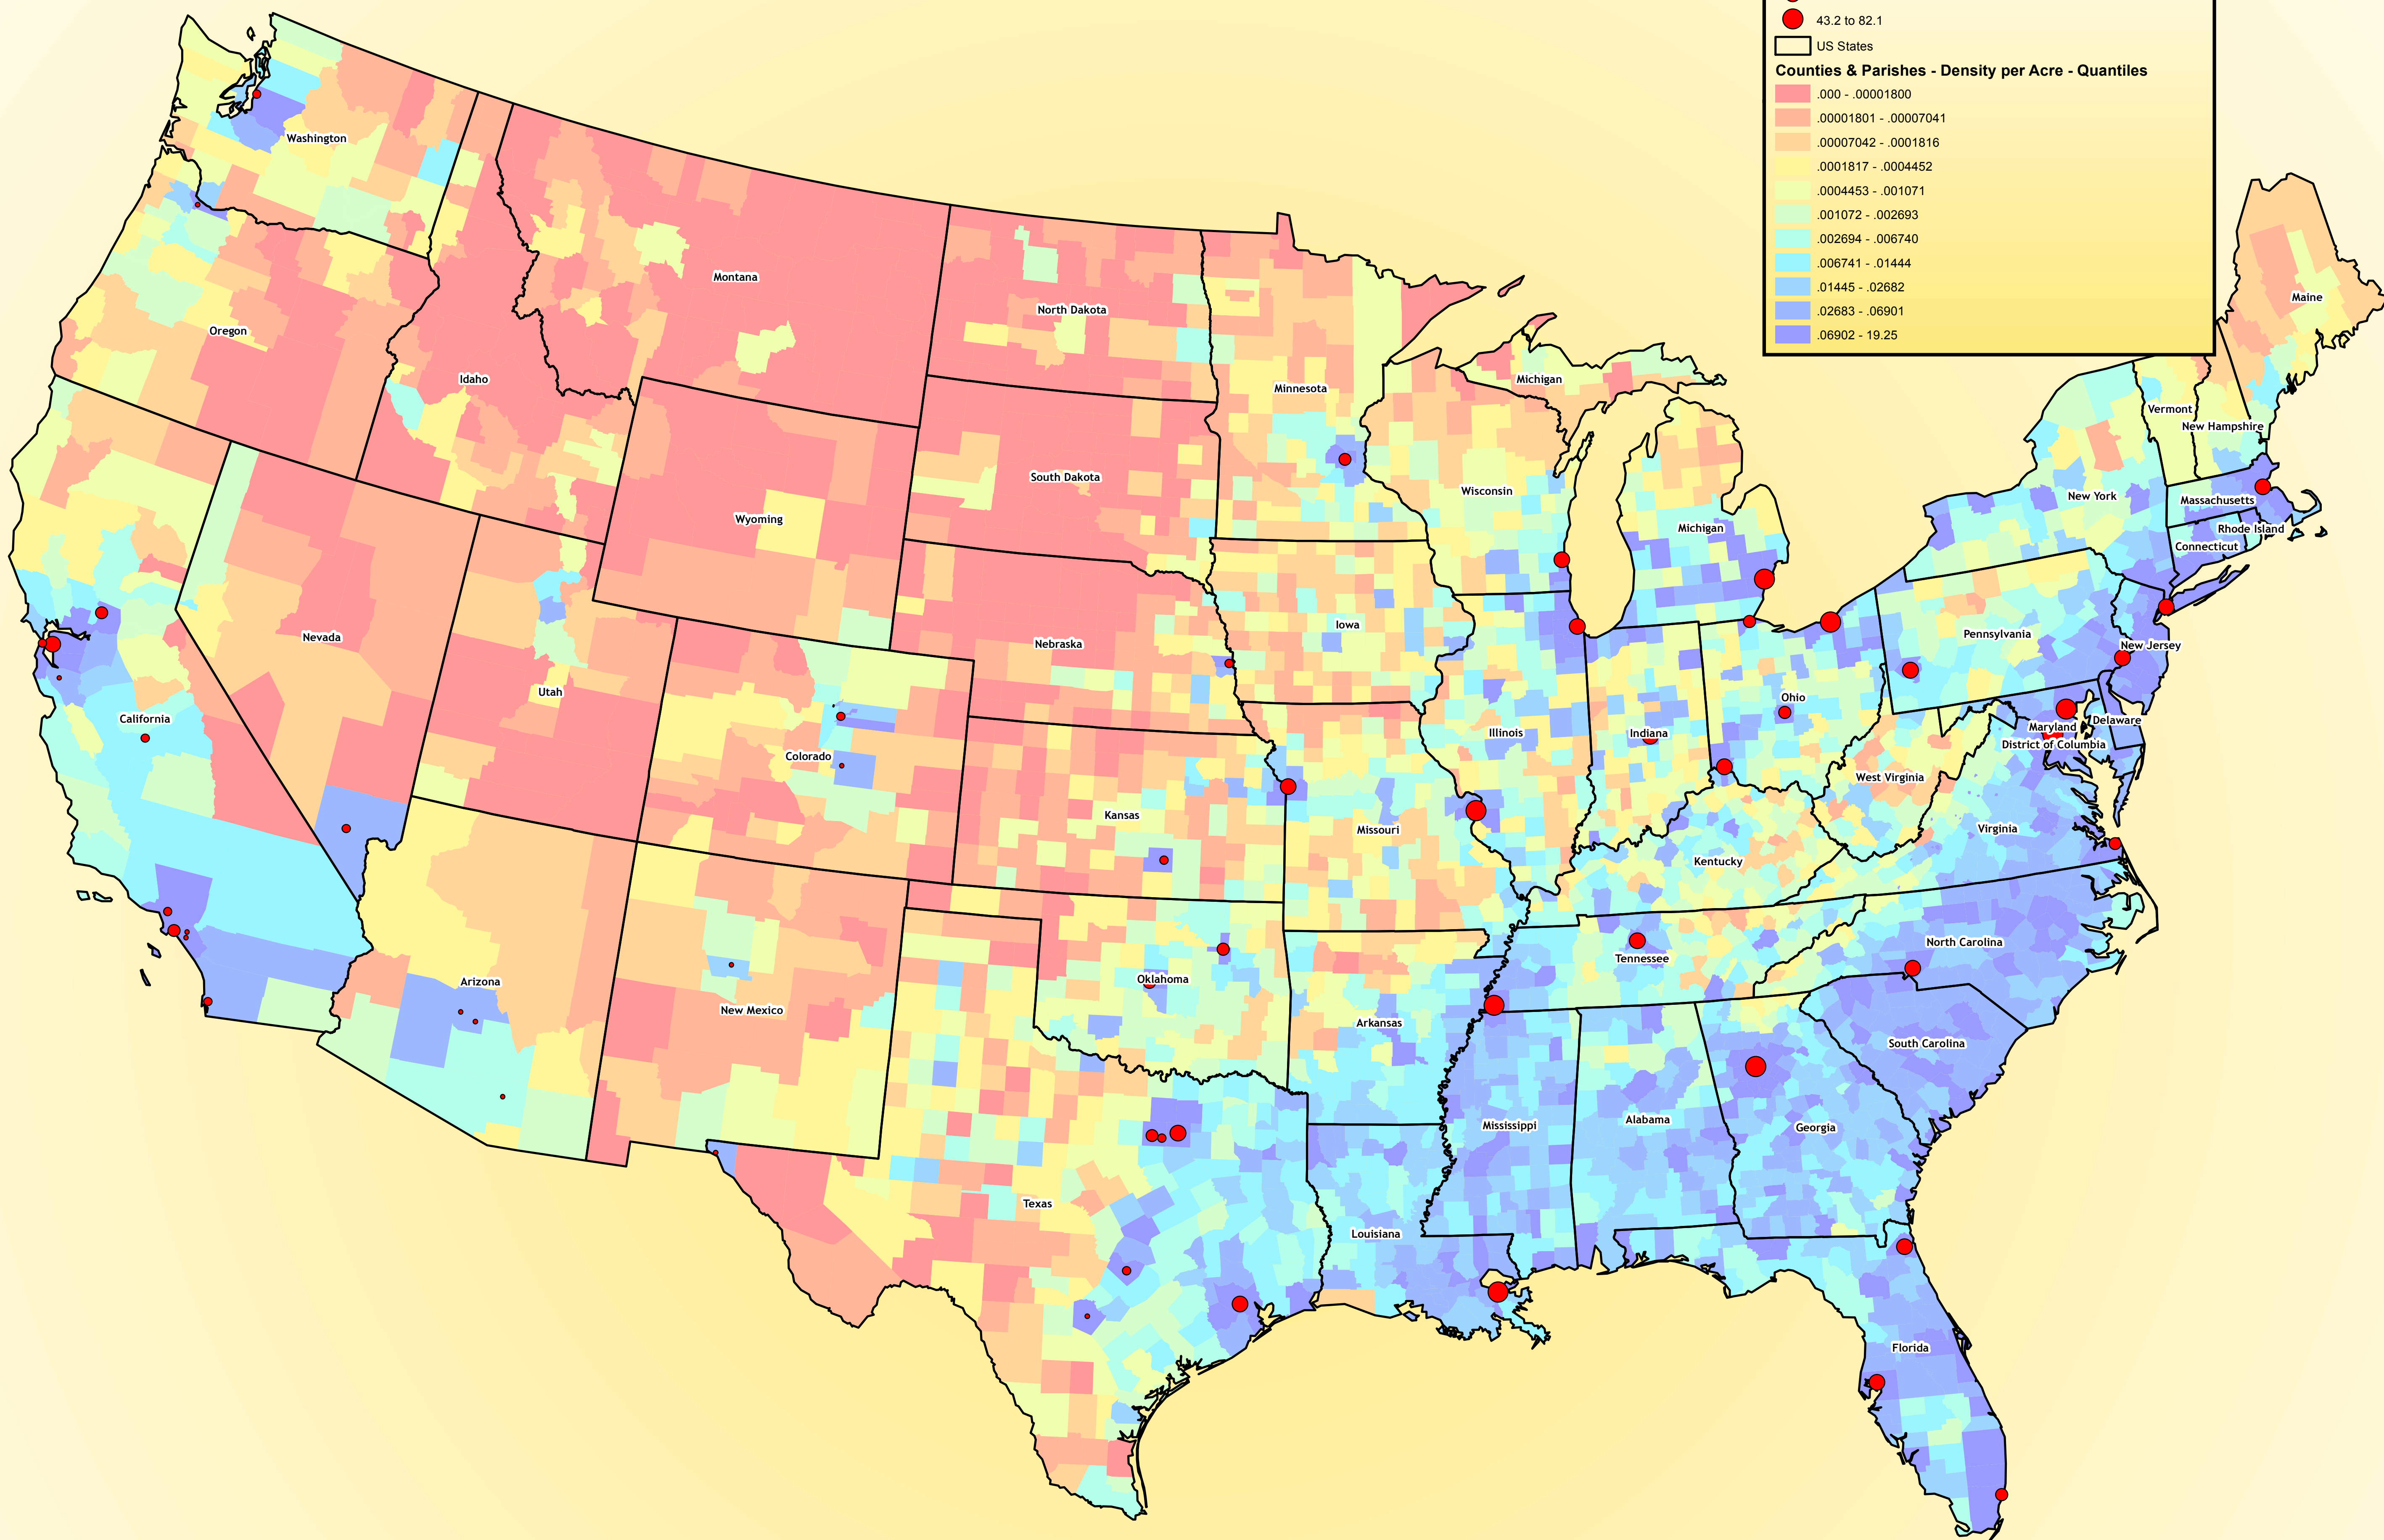 43.2 to 82.1
US States
Counties & Parishes - Density per Acre - Quantiles
.000 - .00001800
.00001801 - .00007041
.00007042 - .0001816
.0001817 - .0004452
.0004453 - .001071
.001072 - .002693
.002694 - .006740
.006741 - .01444
.01445 - .02682
.02683 - .06901
.06902 - 19.25
Washington
Montana
North Dakota
Maine
Oregon
Idaho
Minnesota
Michigan
Vermont
New Hampshire
South Dakota
Wisconsin
New York
Massachusetts
Wyoming
Michigan
Rhode Island
Connecticut
Iowa
Nevada
Nebraska
Pennsylvania
New Jersey
Utah
Ohio
California
Delaware
Maryland
Illinois
Indiana
District of Columbia
Colorado
West Virginia
Kansas
Missouri
Virginia
Kentucky
North Carolina
Tennessee
Oklahoma
Arizona
New Mexico
Arkansas
South Carolina
Alabama
Mississippi
Georgia
Texas
Louisiana
Florida